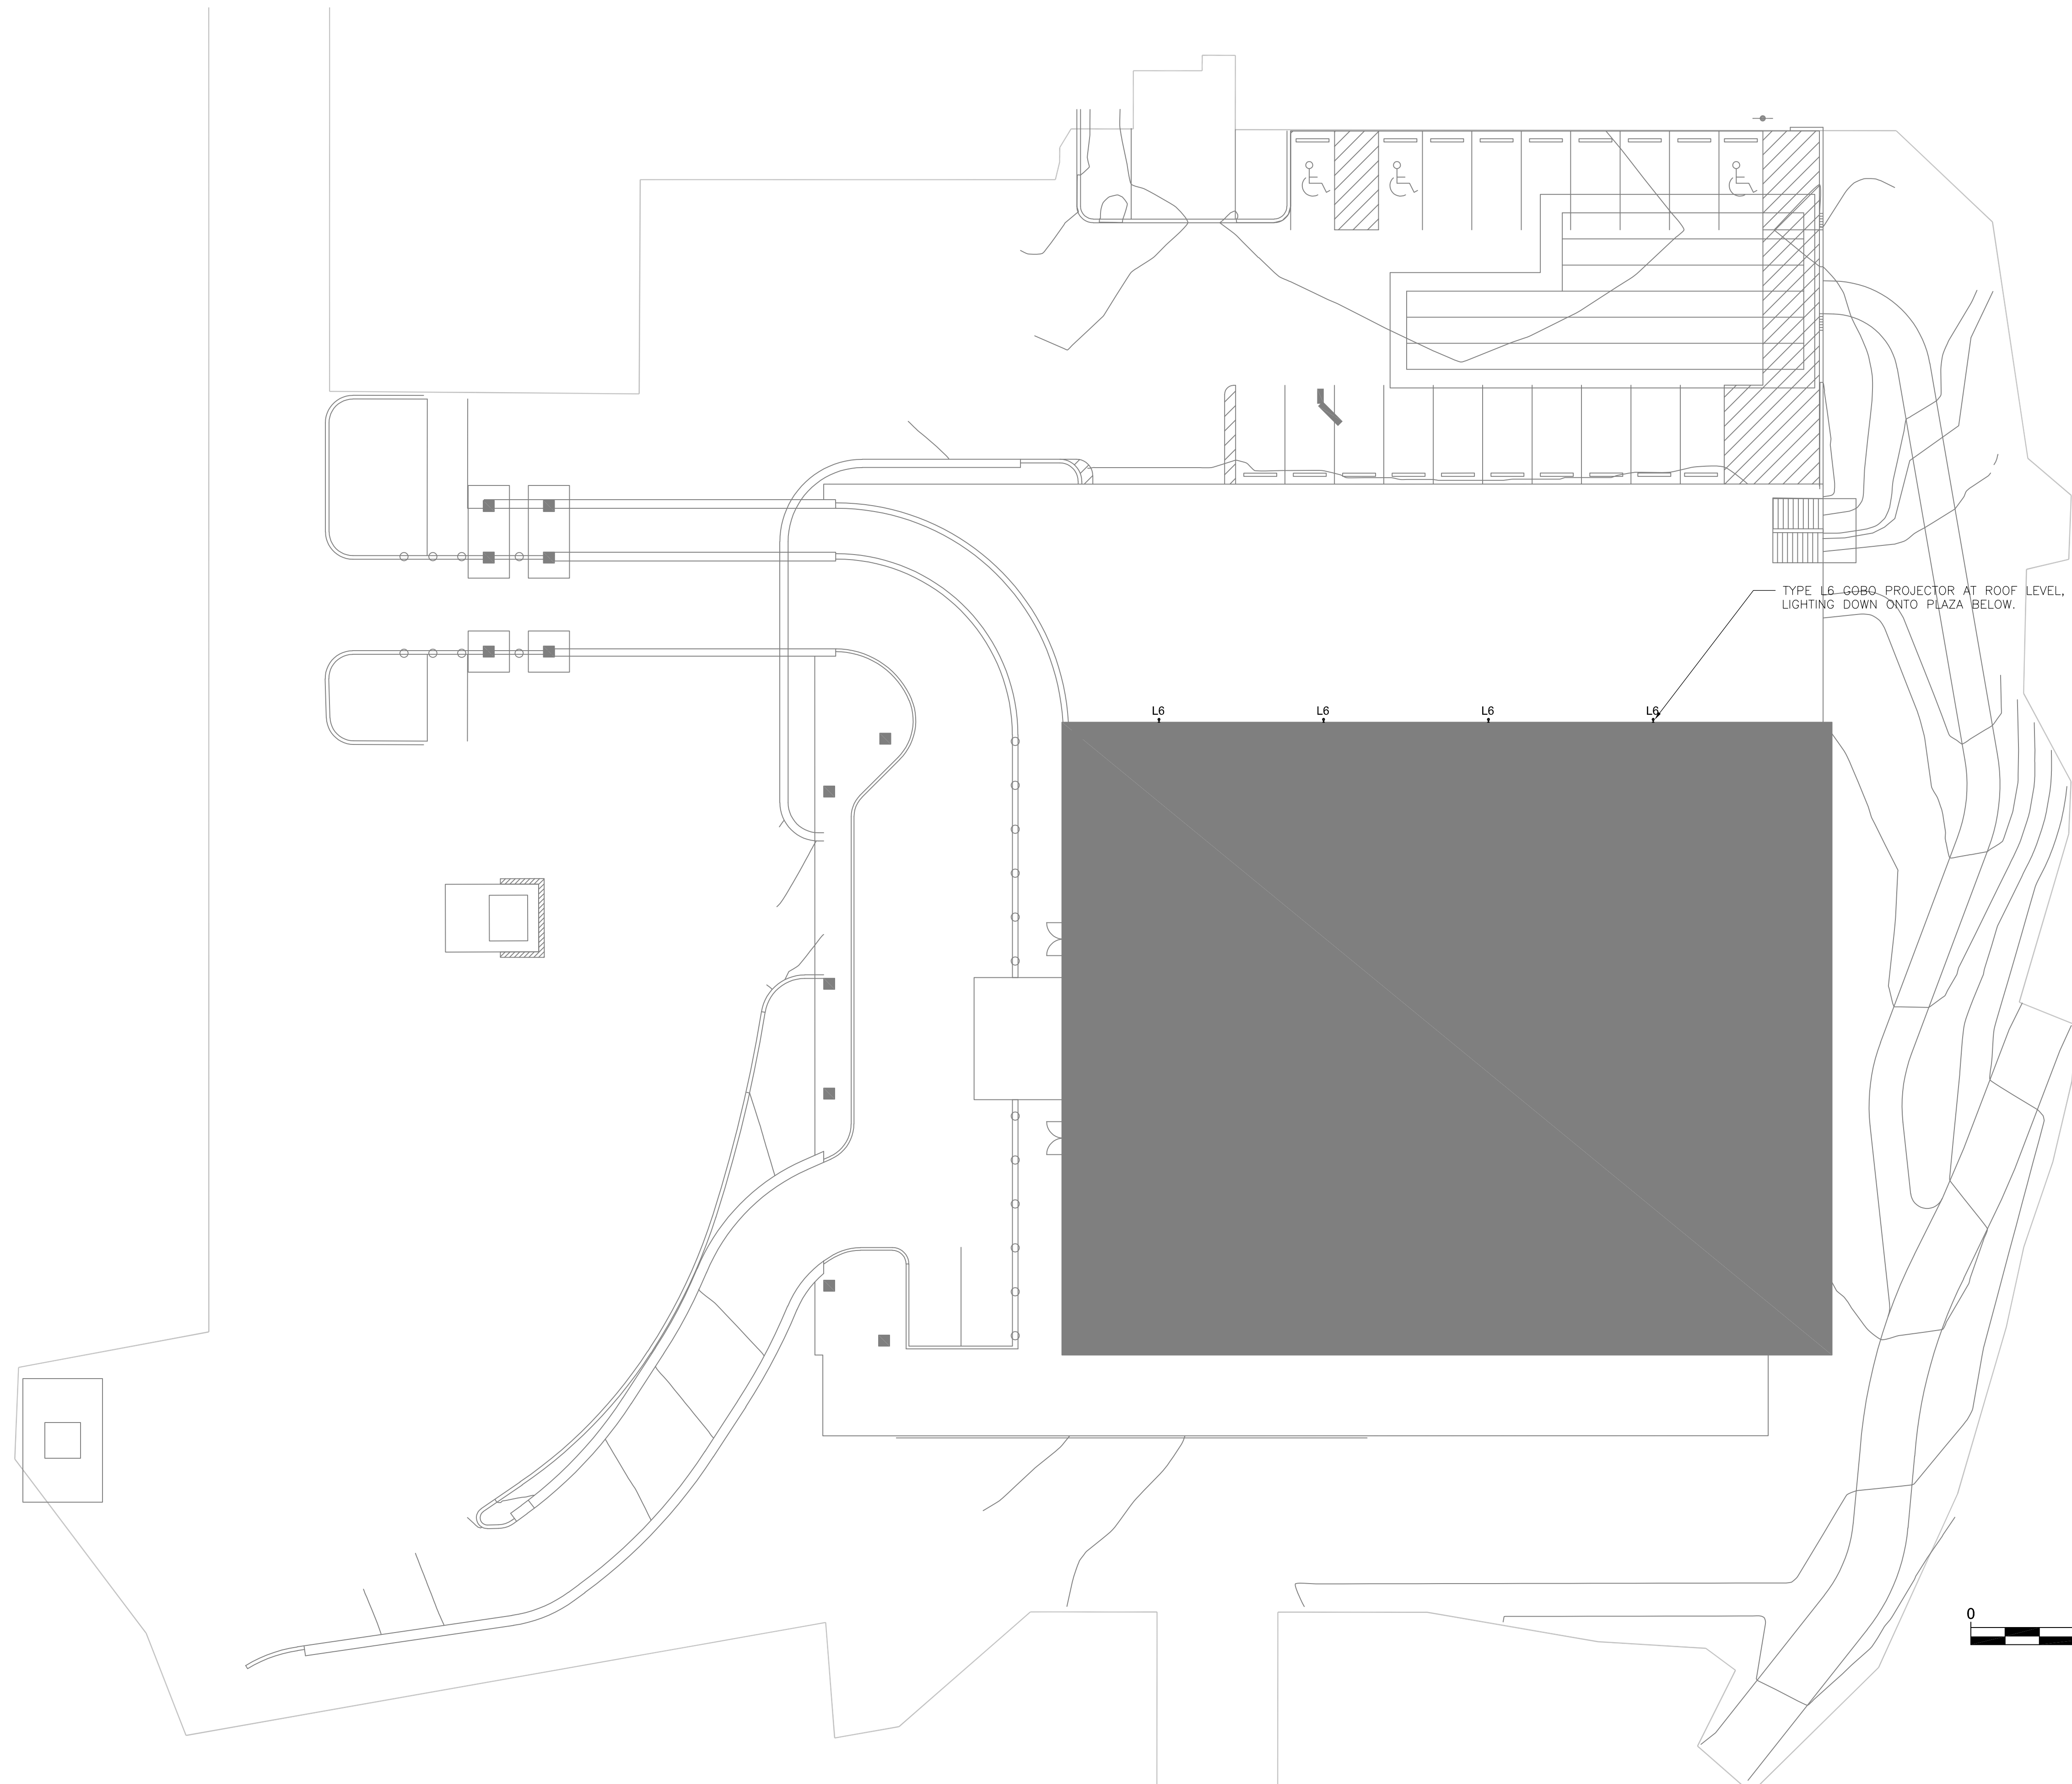 TYPE L6 GOBO PROJECTOR AT ROOF LEVEL,
LIGHTING DOWN ONTO PLAZA BELOW.
L6 L6 L6 L6
0